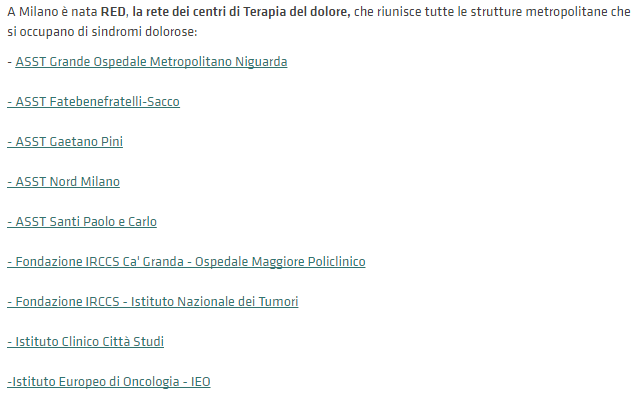 A Milano è nata RED, la rete dei centri di Terapia del dolore, che riunisce tutte le strutture metropolitane che
si occupano di sindromi dolorose:
- ASST Grande Ospedale Metropolitano Niguarda
- ASST Fatebenefratelli-Sacco
- ASST Gaetano Pini
- ASST Nord Milano
- ASST Santi Paolo e Carlo
- Fondazione IRCCS Ca' Granda - Ospedale Maggiore Policlinico
- Fondazione IRCCS - Istituto Nazionale dei Tumori
- Istituto Clinico Città Studi
-Istituto Europeo di Oncologia - IEO